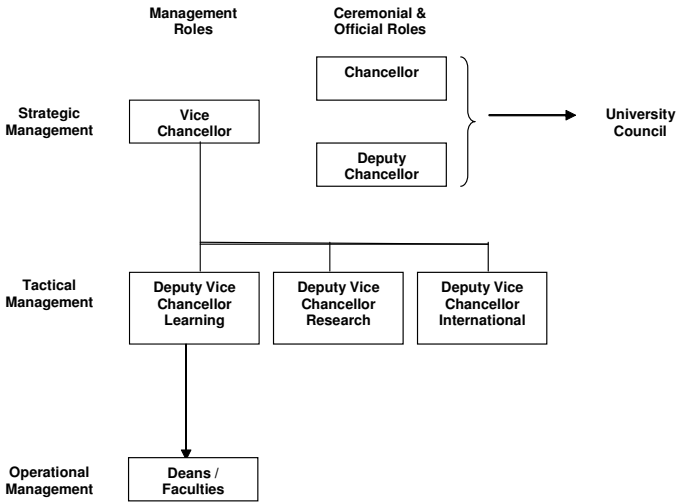 Management
Roles
Ceremonial &
Official Roles
Chancellor
Strategic
Management
Vice
Chancellor
University
Council
Deputy
Chancellor
Tactical
Management
Deputy Vice
Chancellor
Learning
Deputy Vice
Chancellor
Research
Deputy Vice
Chancellor
International
Operational
Management
Deans /
Faculties